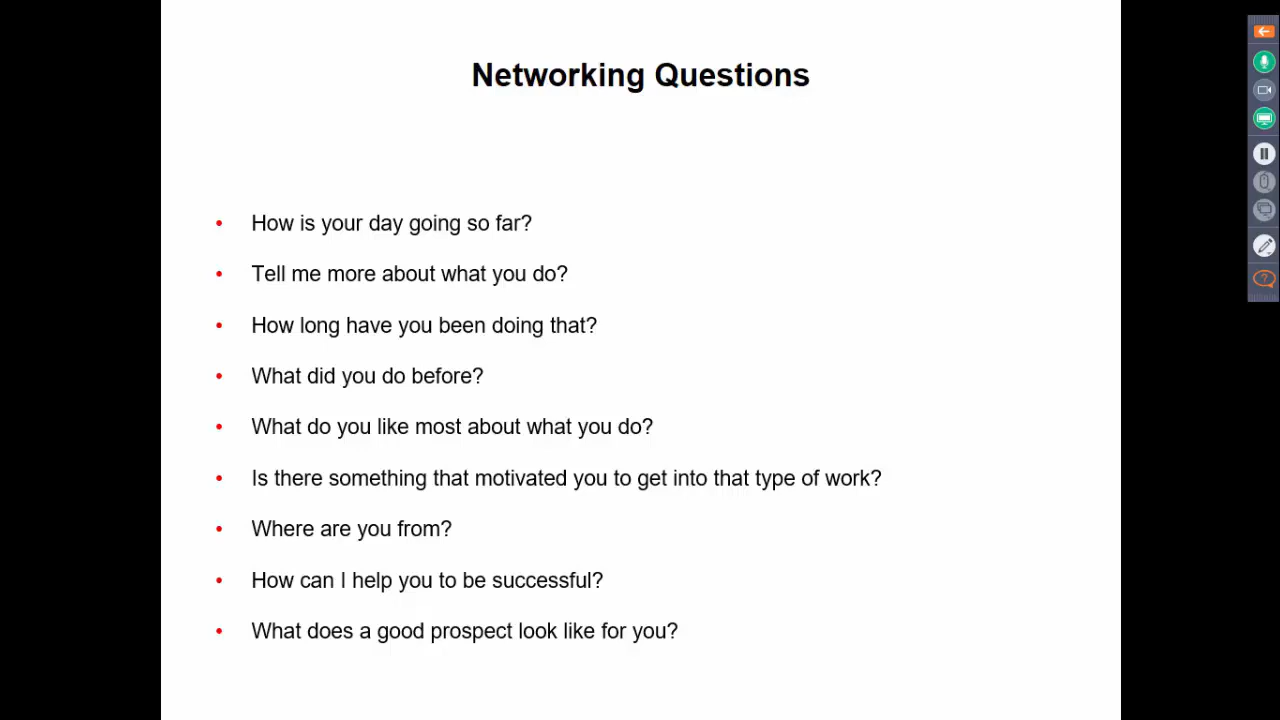 Networking Questions
• How is your day going so far?
• Tell me more about what you do?
• How long have you been doing that?
• What did you do before?
• What do you like most about what you do?
• Is there something that motivated you to get into that type of work?
• Where are you from?
• How can I help you to be successful?
• What does a good prospect look like for you?